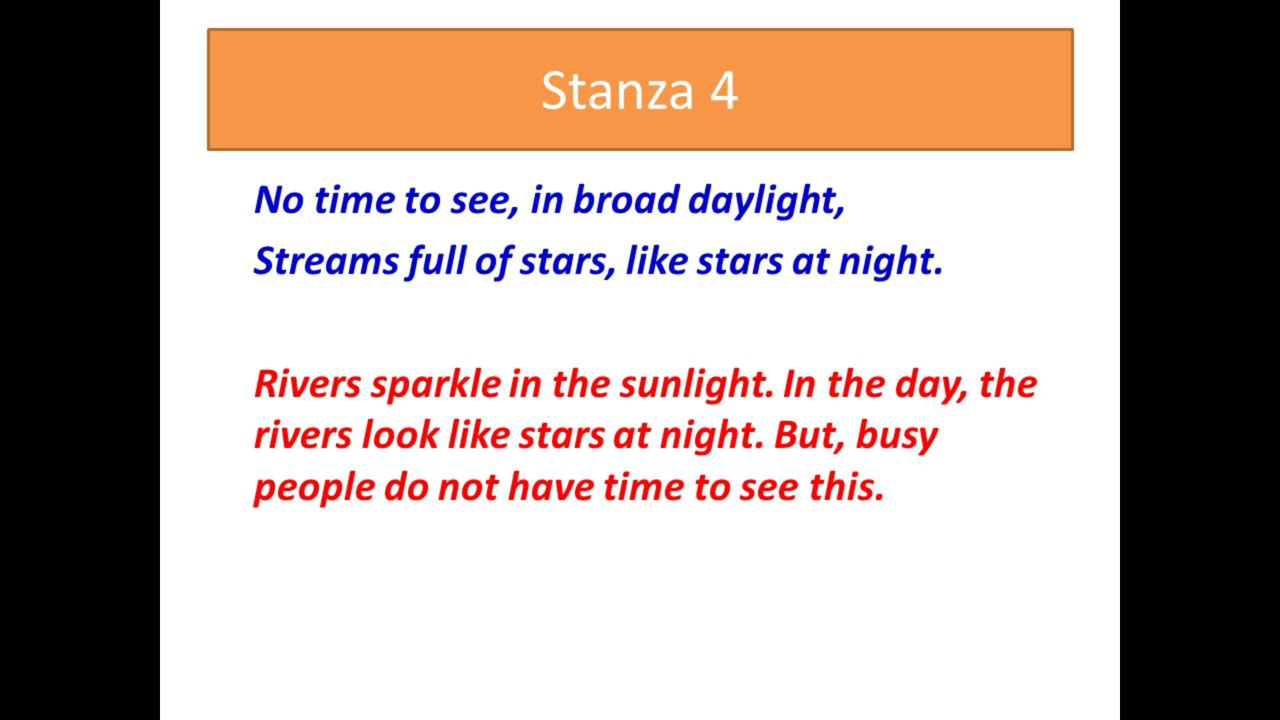 Stanza 4
No time to see, in broad daylight,
Streams full of stars, like stars at night.
Rivers sparkle in the sunlight. In the day, the
rivers look like stars at night. But, busy
people do not have time to see this.